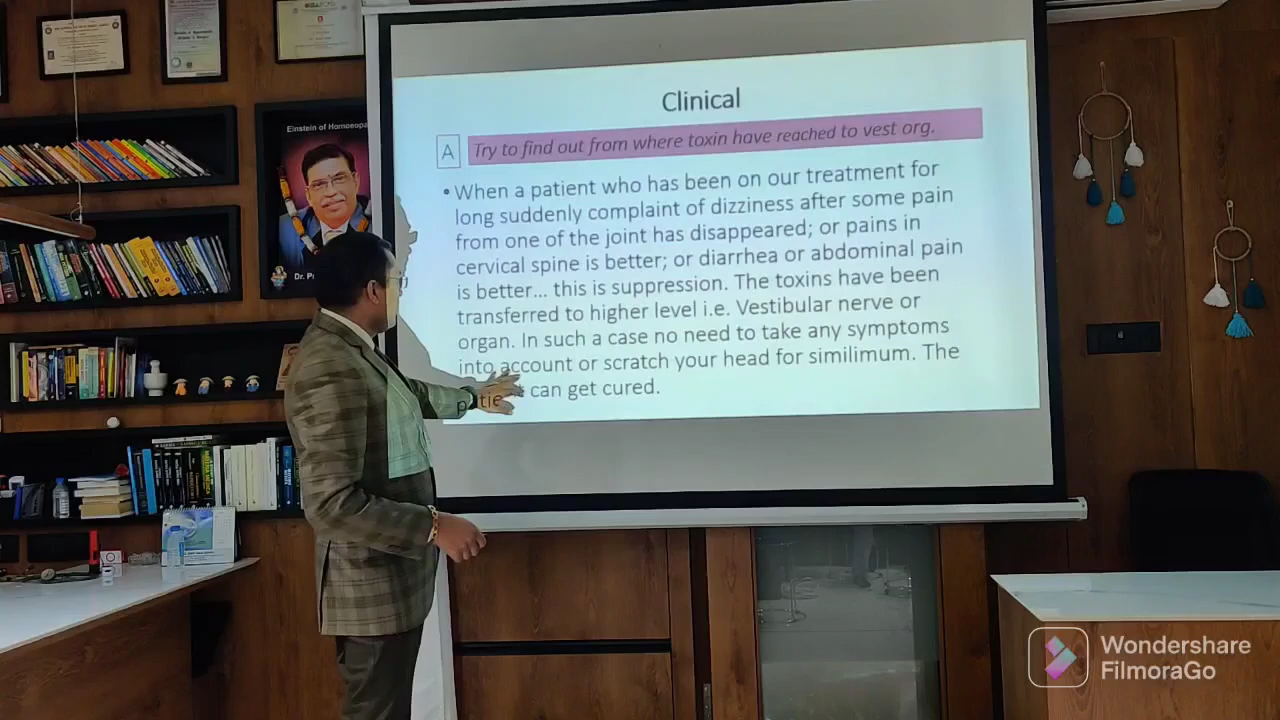 Einstein of Homoeopa
Dr. P
Clinical
A
Try to find out from where toxin have reached to vest org.
• When a patient who has been on our treatment for
long suddenly complaint of dizziness after some pain
from one of the joint has disappeared; or pains in
cervical spine is better; or diarrhea or abdominal pain
is better... this is suppression. The toxins have been
transferred to higher level i.e. Vestibular nerve or
organ. In such a case no need to take any symptoms
into account or scratch your head for similimum. The
patie can get cured.
Wondershare
FilmoraGo